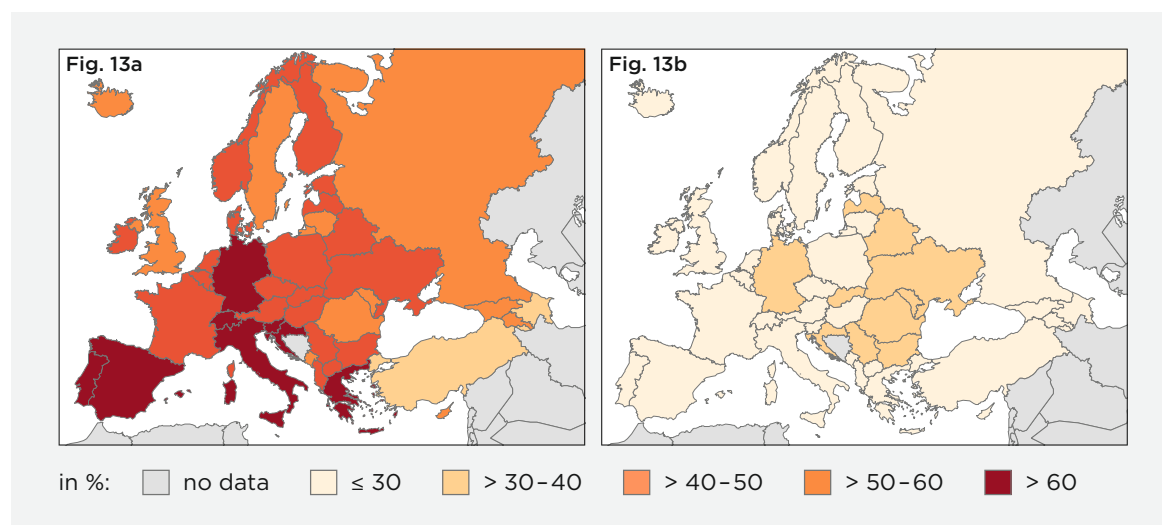 Fig. 13a
Fig. 13b
in %: no data ≤ 30 > 30–40 > 40–50 > 50–60 > 60